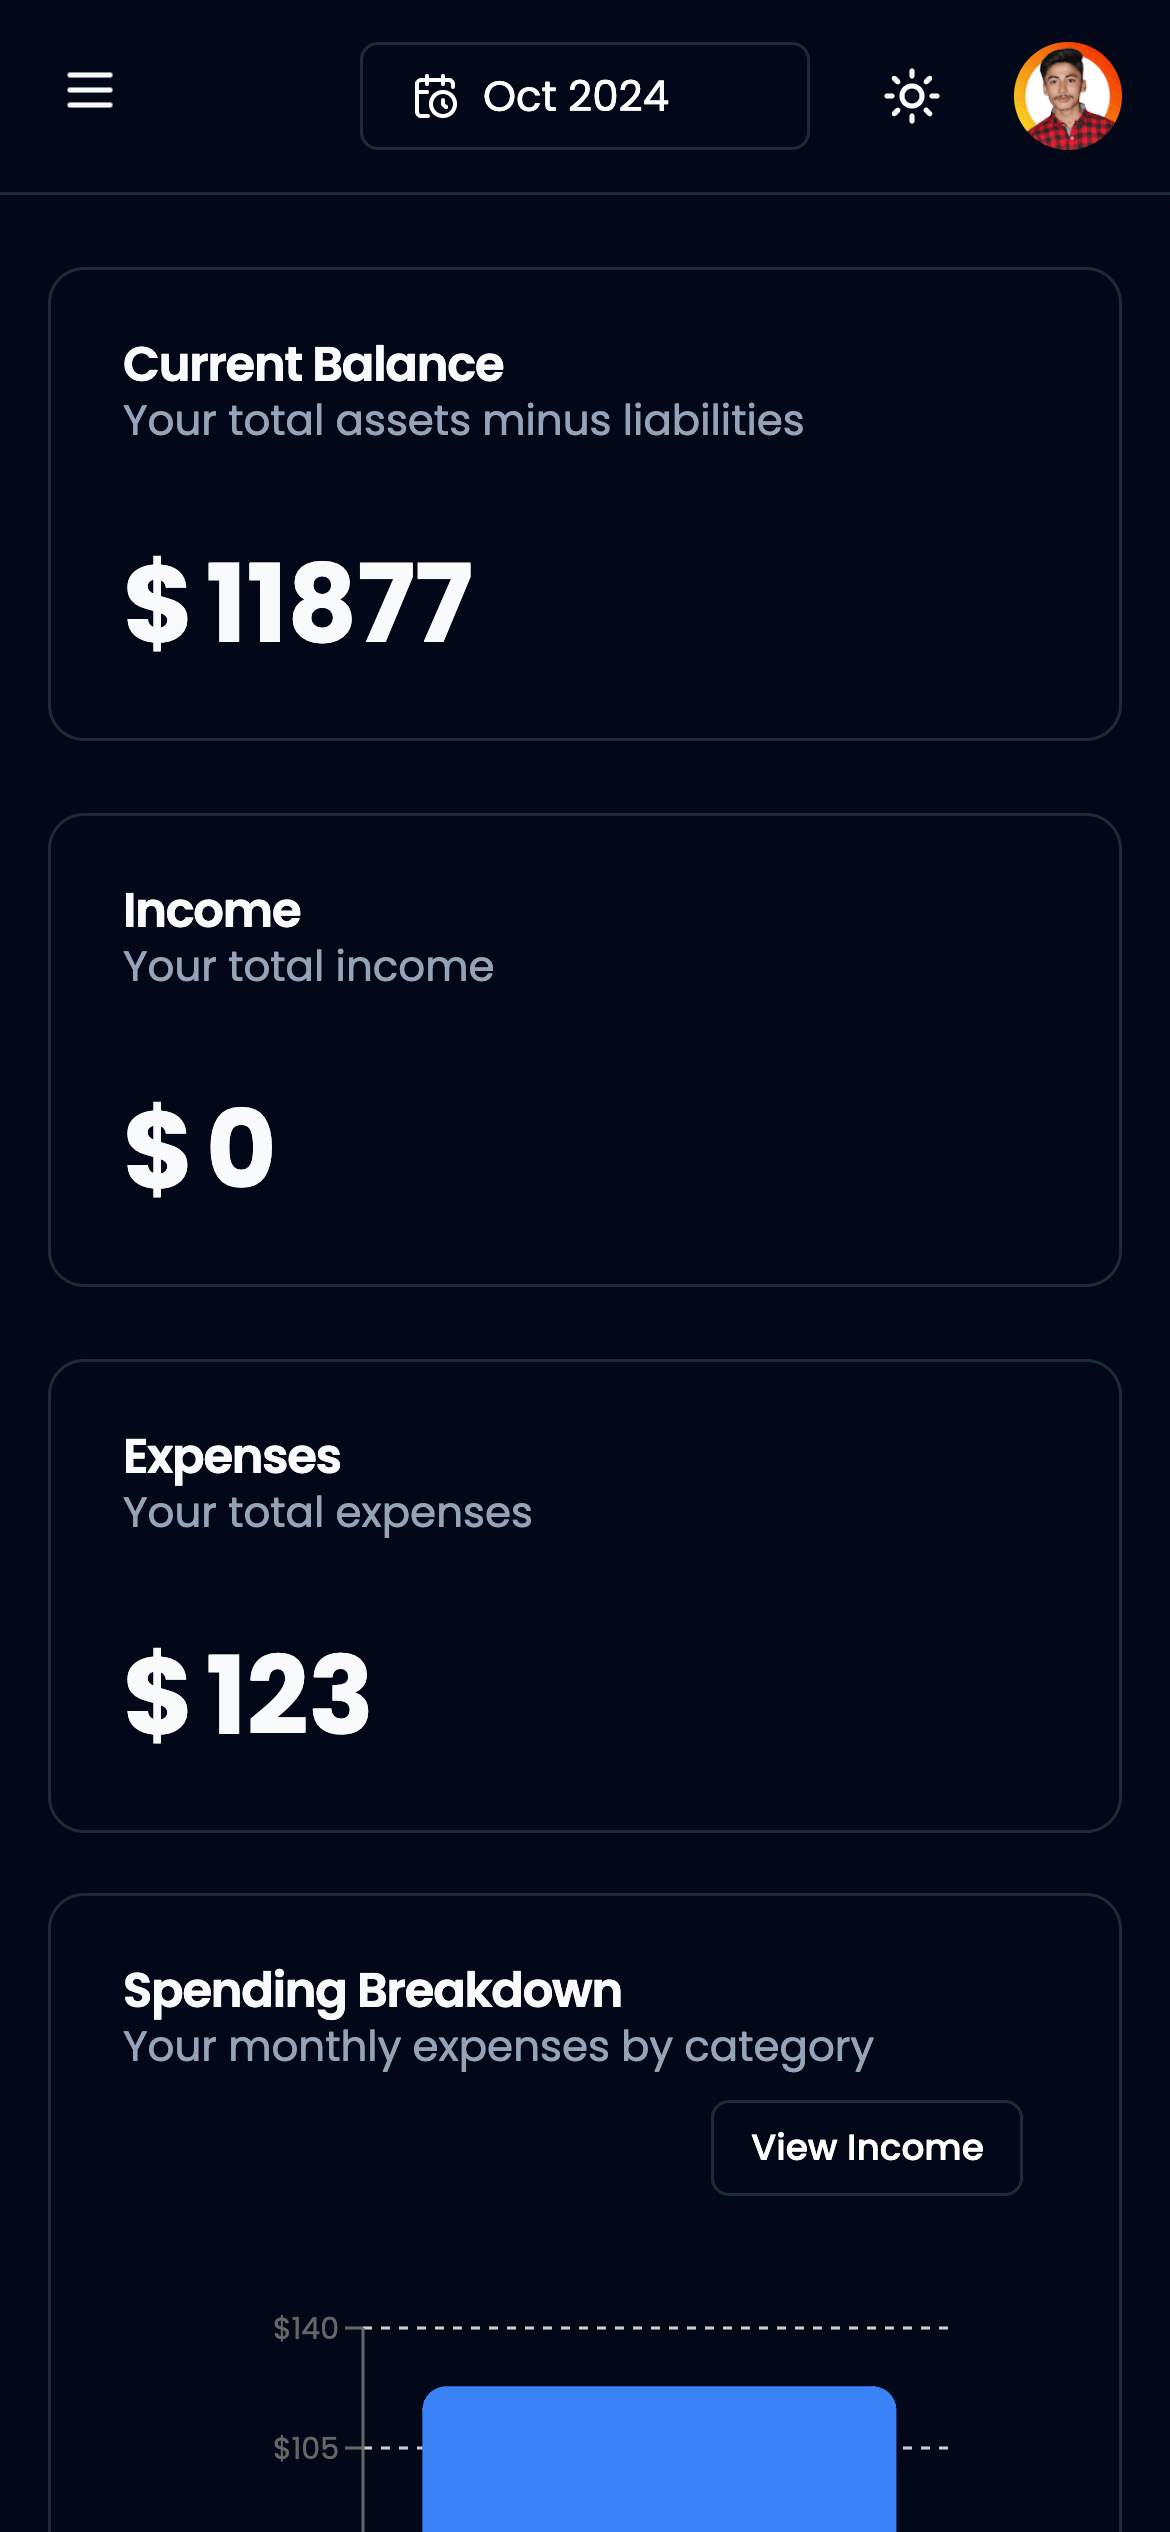 Oct 2024
Current Balance
Your total assets minus liabilities
$ 11877
Income
Your total income
$ 0
Expenses
Your total expenses
$ 123
Spending Breakdown
Your monthly expenses by category
View Income
$140
$105